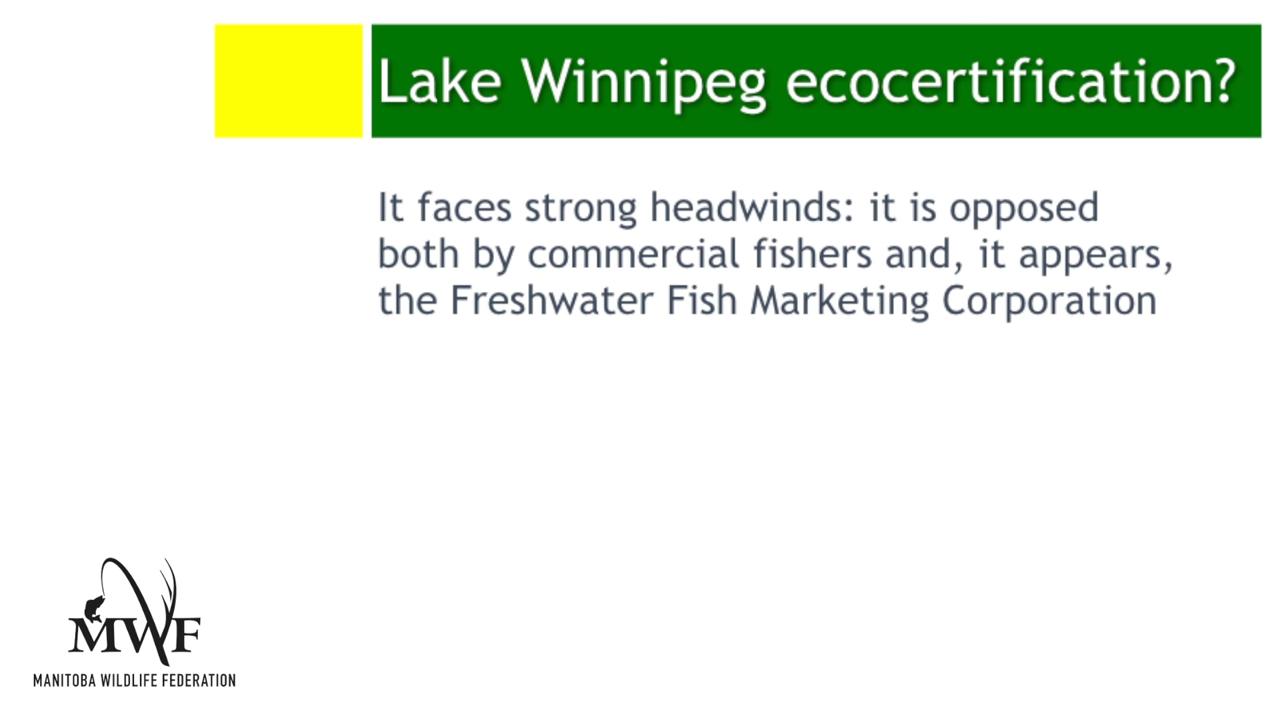 Lake Winnipeg ecocertification?
It faces strong headwinds: it is opposed
both by commercial fishers and, it appears,
the Freshwater Fish Marketing Corporation
MWF
MANITOBA WILDLIFE FEDERATION